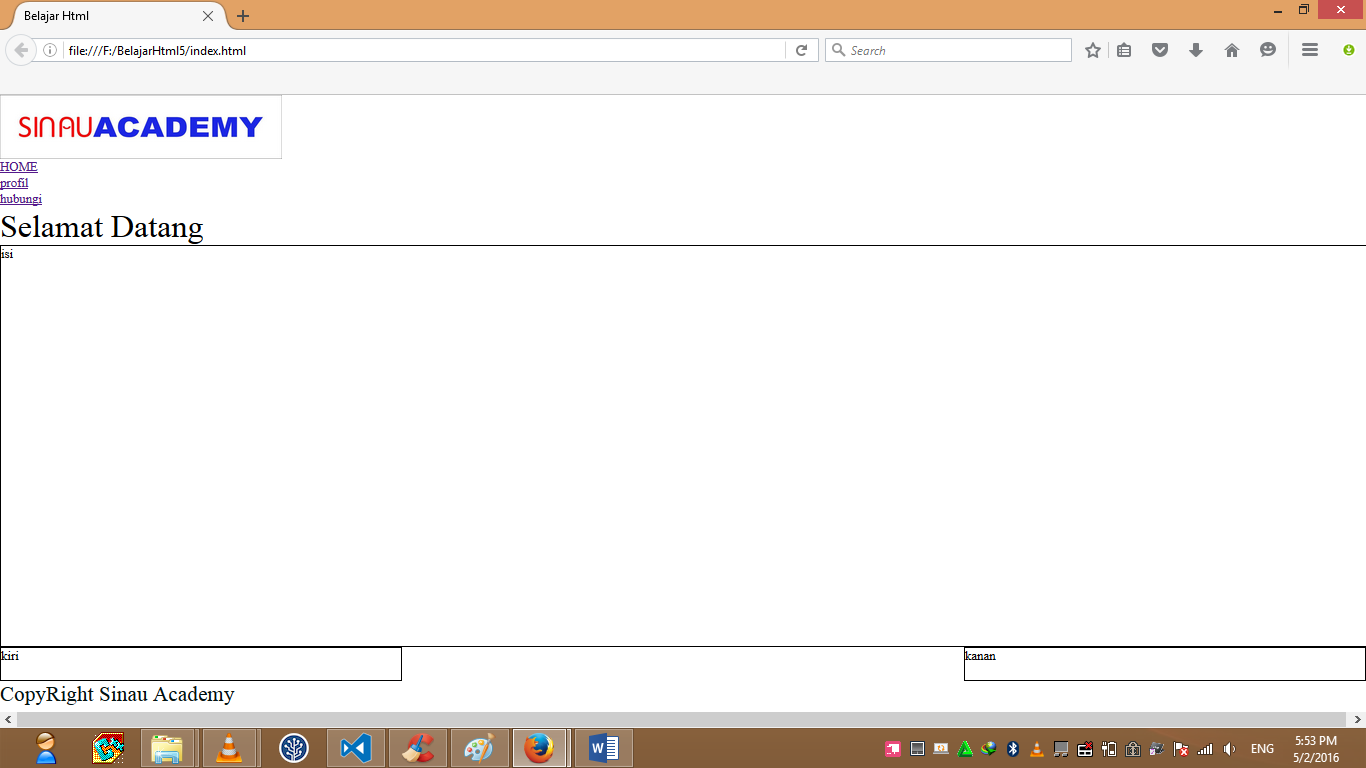 Belajar Html
file:///F:/BelajarHtml5/index.html
Search
SINAUACADEMY
HOME
profil
hubungi
Selamat Datang
isi
kiri
kanan
CopyRight Sinau Academy
ENG
5:53 PM
5/2/2016